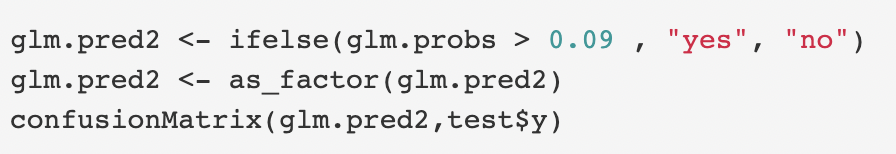 glm.pred2 <- ifelse(glm.probs > 0.09 , "yes", "no")
glm.pred2 <- as_factor(glm.pred2)
confusionMatrix(glm.pred2,test$y)